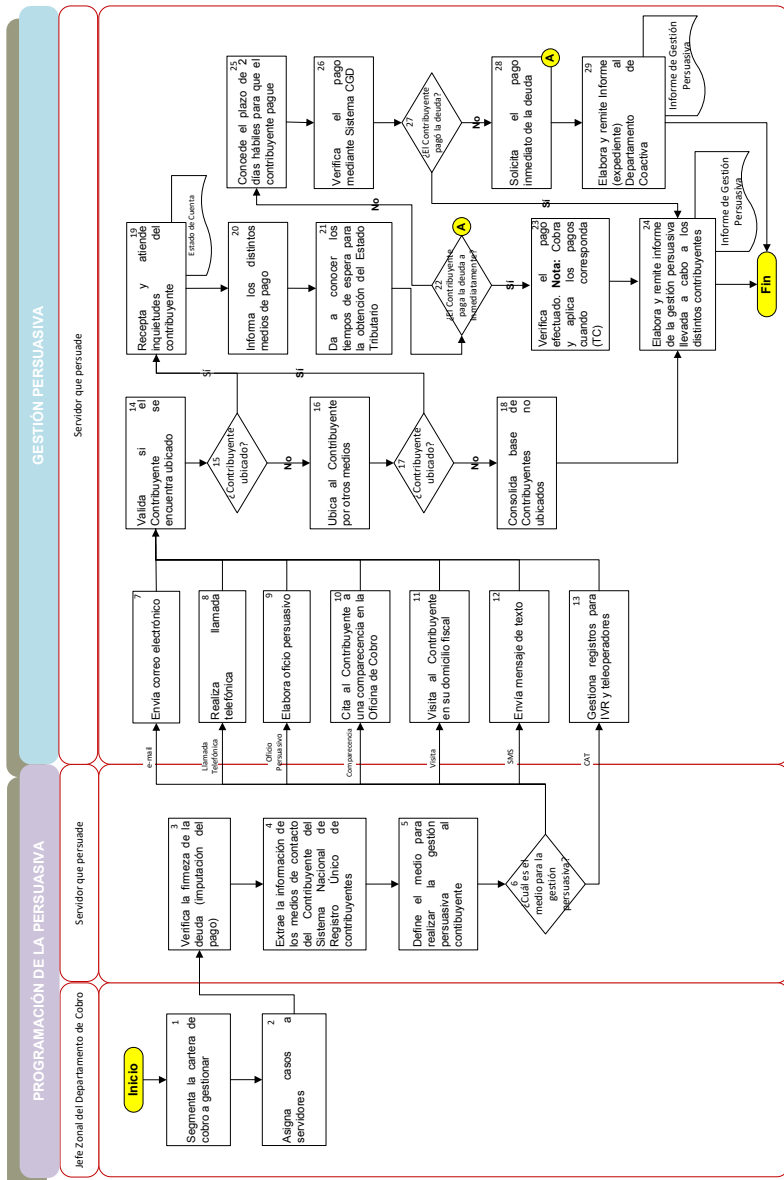 PROGRAMACIÓN DE LA PERSUASIVA
GESTIÓN PERSUASIVA
Jefe Zonal del Departamento de Cobro
Servidor que persuade
Servidor que persuade
Inicio
1
Segmenta la cartera de
cobro a gestionar
2
Asigna casos a
servidores
3
Verifica la firmeza de la
deuda (imputación del
pago)
4
Extrae la información de
los medios de contacto
del Contribuyente del
Sistema Nacional de
Registro Único de
contribuyentes
5
Define el medio para
realizar la gestión
persuasiva al
contibuyente
6
¿Cuál es el
medio para la
gestión
persuasiva?
e-mail
Llamada
Telefónica
Oficio
Persuasivo
Comparecencia
Visita
SMS
CAT
7
Envía correo electrónico
8
Realiza llamada
telefónica
9
Elabora oficio persuasivo
10
Cita al Contribuyente a
una comparecencia en la
Oficina de Cobro
11
Visita al Contribuyente
en su domicilio fiscal
12
Envía mensaje de texto
13
Gestiona registros para
IVR y teleoperadores
14
Valida si el
Contribuyente se
encuentra ubicado
15
¿Contribuyente
ubicado?
Sí
No
16
Ubica al Contribuyente
por otros medios
17
¿Contribuyente
ubicado?
Sí
No
18
Consolida base de
Contribuyentes no
ubicados
19
Recepta y atiende
inquietudes del
contribuyente
Estado de Cuenta
20
Informa los distintos
medios de pago
21
Da a conocer los
tiempos de espera para
la obtención del Estado
Tributario
22
¿El Contribuyente
paga la deuda a
inmediatamente?
A
No
Sí
23
Verifica el pago
efectuado. Nota: Cobra
y aplica los pagos
cuando corresponda
(TC)
24
Elabora y remite informe
de la gestión persuasiva
llevada a cabo a los
distintos contribuyentes
Informe de Gestión
Persuasiva
25
Concede el plazo de 2
días hábiles para que el
contribuyente pague
26
Verifica el pago
mediante Sistema CGD
27
¿El Contribuyente
pagó la deuda?
No
Sí
28
Solicita el pago
inmediato de la deuda
A
29
Elabora y remite Informe
(expediente) al
Departamento de
Coactiva
Informe de Gestión
Persuasiva
Fin